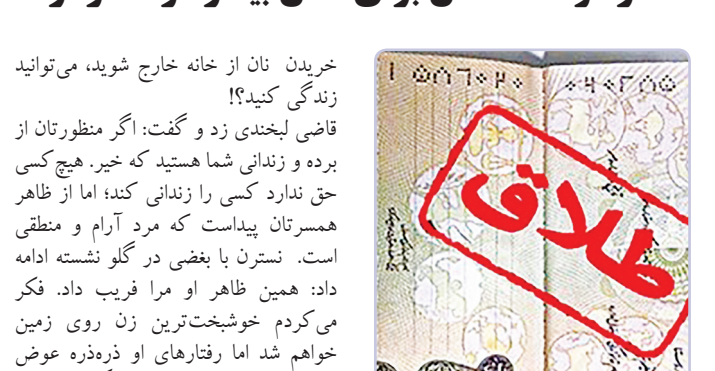 خریدن نان از خانه خارج شوید، می‌توانید
زندگی کنید؟!
قاضی لبخندی زد و گفت: اگر منظورتان از
برده و زندانی شما هستید که خیر. هیچ‌کسی
حق ندارد کسی را زندانی کند؛ اما از ظاهر
همسرتان پیداست که مرد آرام و منطقی
است. نسترن با بغضی در گلو نشسته ادامه
داد: همین ظاهر او مرا فریب داد. فکر
می‌کردم خوشبخت‌ترین زن روی زمین
خواهم شد اما رفتارهای او ذره‌ذره عوض
طلاق